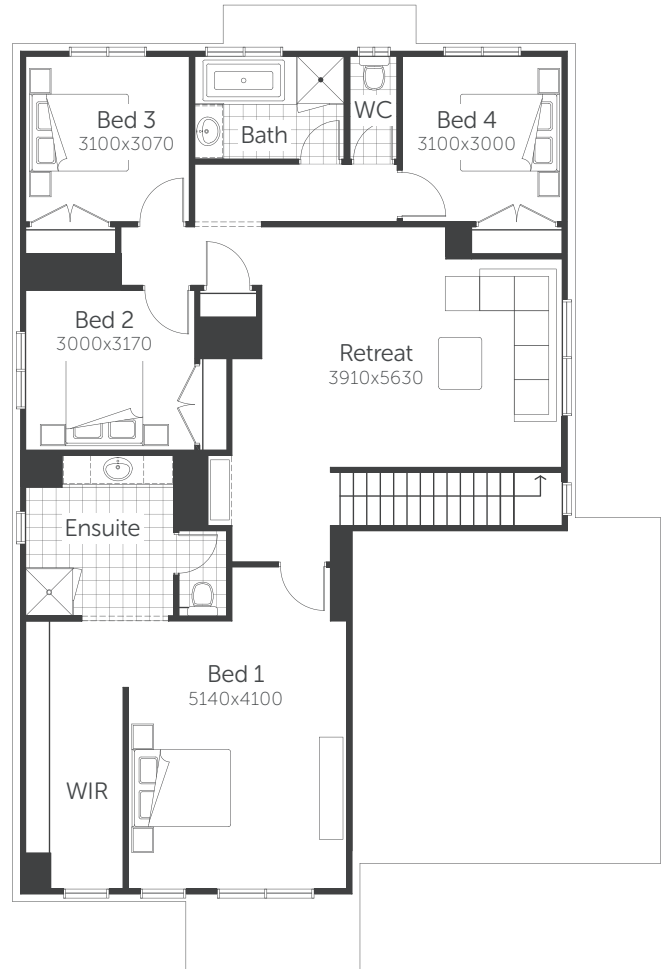 Bed 3
3100x3070
Bath
WC
Bed 4
3100x3000
Bed 2
3000x3170
Retreat
3910x5630
Ensuite
Bed 1
5140x4100
WIR